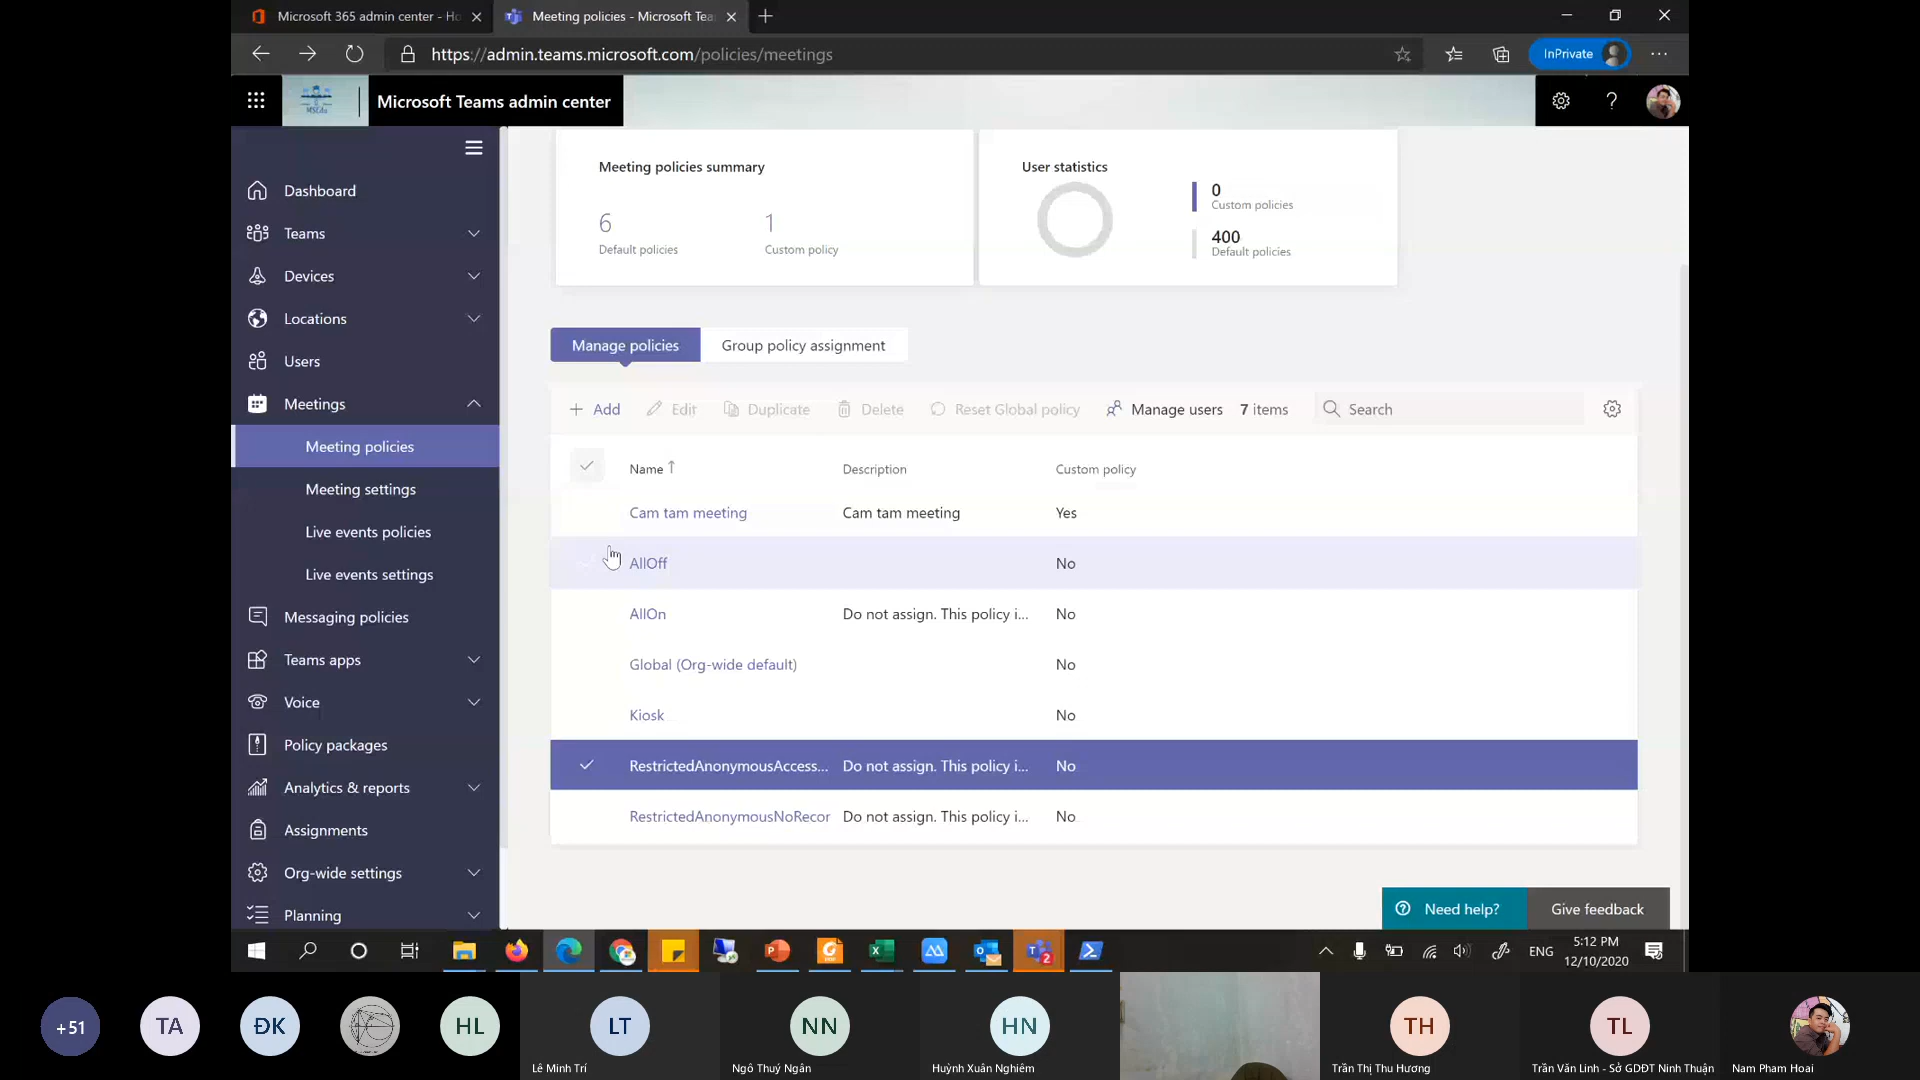 Microsoft 365 admin center - Ho
Meeting policies - Microsoft Tea
https://admin.teams.microsoft.com/policies/meetings
InPrivate
MSEdu
Microsoft Teams admin center
?
Dashboard
Teams
Devices
Locations
Users
Meetings
Meeting policies
Meeting settings
Live events policies
Live events settings
Messaging policies
Teams apps
Voice
Policy packages
Analytics & reports
Assignments
Org-wide settings
Planning
Meeting policies summary
6
Default policies
1
Custom policy
User statistics
0
Custom policies
400
Default policies
Manage policies
Group policy assignment
Add
Edit
Duplicate
Delete
Reset Global policy
Manage users
7 items
Search
Name
Description
Custom policy
Cam tam meeting
Cam tam meeting
Yes
AllOff
No
AllOn
Do not assign. This policy i...
No
Global (Org-wide default)
No
Kiosk
No
RestrictedAnonymousAccess...
Do not assign. This policy i...
No
RestrictedAnonymousNoRecor
Do not assign. This policy i...
No
Need help?
Give feedback
2
ENG
5:12 PM
12/10/2020
+51
TA
ĐK
HL
LT
NN
HN
TH
TL
Lê Minh Trí
Ngô Thuý Ngân
Huỳnh Xuân Nghiêm
Trần Thị Thu Hương
Trần Văn Linh - Sở GDĐT Ninh Thuận
Nam Pham Hoai